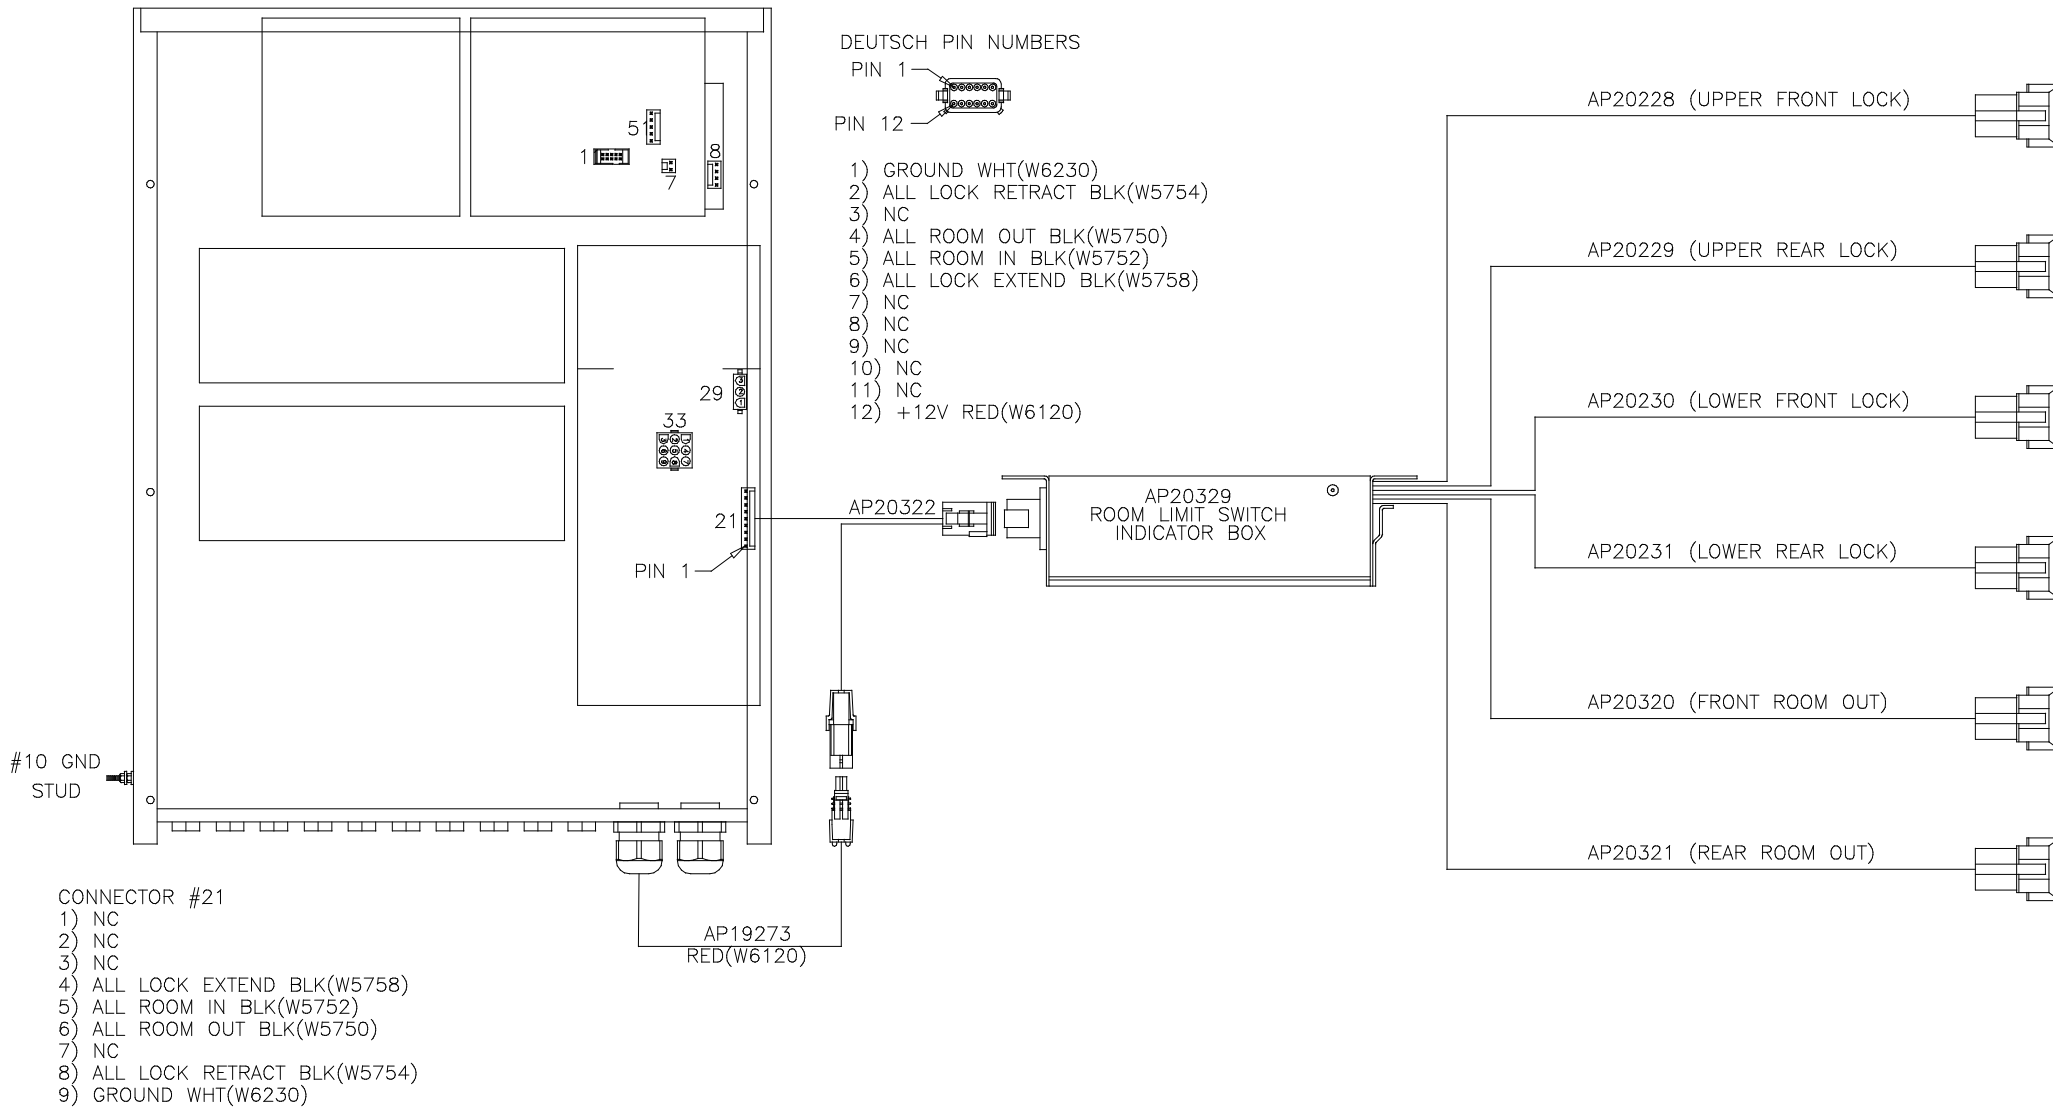 DEUTSCH PIN NUMBERS
PIN 1
PIN 12
1) GROUND WHT(W6230)
2) ALL LOCK RETRACT BLK(W5754)
3) NC
4) ALL ROOM OUT BLK(W5750)
5) ALL ROOM IN BLK(W5752)
6) ALL LOCK EXTEND BLK(W5758)
7) NC
8) NC
9) NC
10) NC
11) NC
12) +12V RED(W6120)
51
1
8
7
29
33
21
PIN 1
AP20322
AP20329
ROOM LIMIT SWITCH
INDICATOR BOX
AP20228 (UPPER FRONT LOCK)
AP20229 (UPPER REAR LOCK)
AP20230 (LOWER FRONT LOCK)
AP20231 (LOWER REAR LOCK)
AP20320 (FRONT ROOM OUT)
AP20321 (REAR ROOM OUT)
#10 GND
STUD
AP19273
RED(W6120)
CONNECTOR #21
1) NC
2) NC
3) NC
4) ALL LOCK EXTEND BLK(W5758)
5) ALL ROOM IN BLK(W5752)
6) ALL ROOM OUT BLK(W5750)
7) NC
8) ALL LOCK RETRACT BLK(W5754)
9) GROUND WHT(W6230)